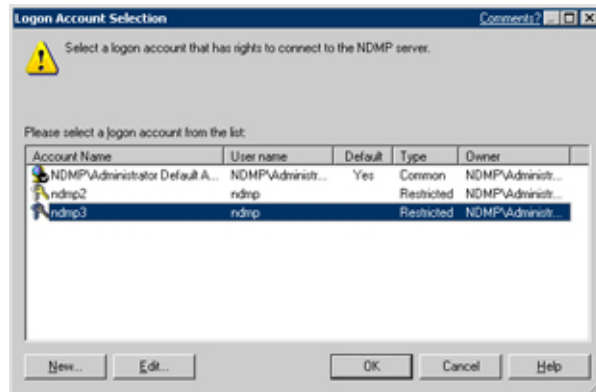 Logon Account Selection Comments?
Select a logon account that has rights to connect to the NDMP server.
Please select a logon account from the list:
Account Name User name Default Type Owner
NDMP\Administrator Default A... NDMP\Administr... Yes Common NDMP\Administr...
ndmp2 ndmp Restricted NDMP\Administr...
ndmp3 ndmp Restricted NDMP\Administr...
New... Edit... OK Cancel Help